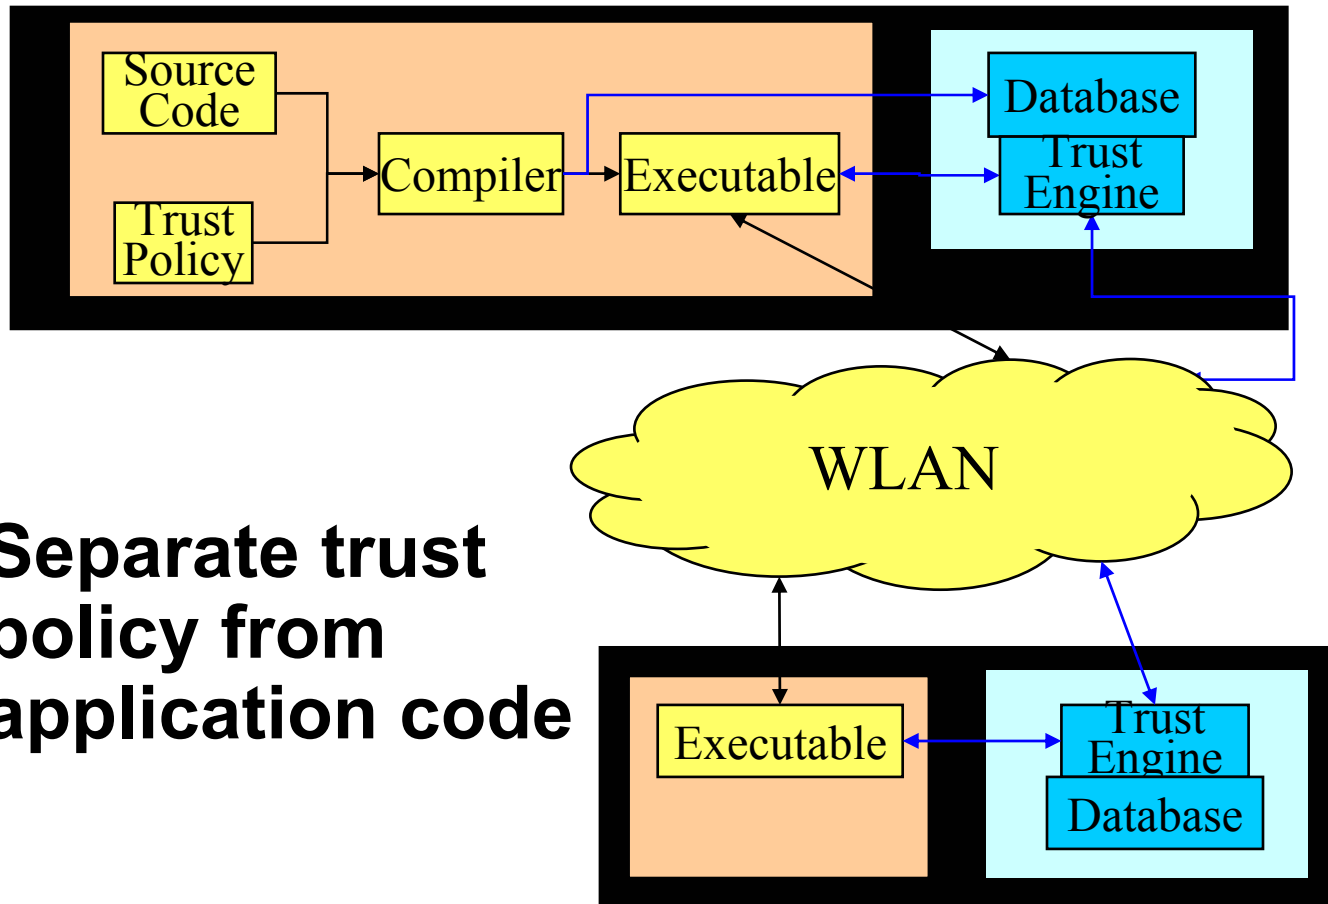 Source
Code
Compiler
Executable
Trust
Policy
Database
Trust
Engine
WLAN
Separate trust
policy from
application code
Executable
Trust
Engine
Database